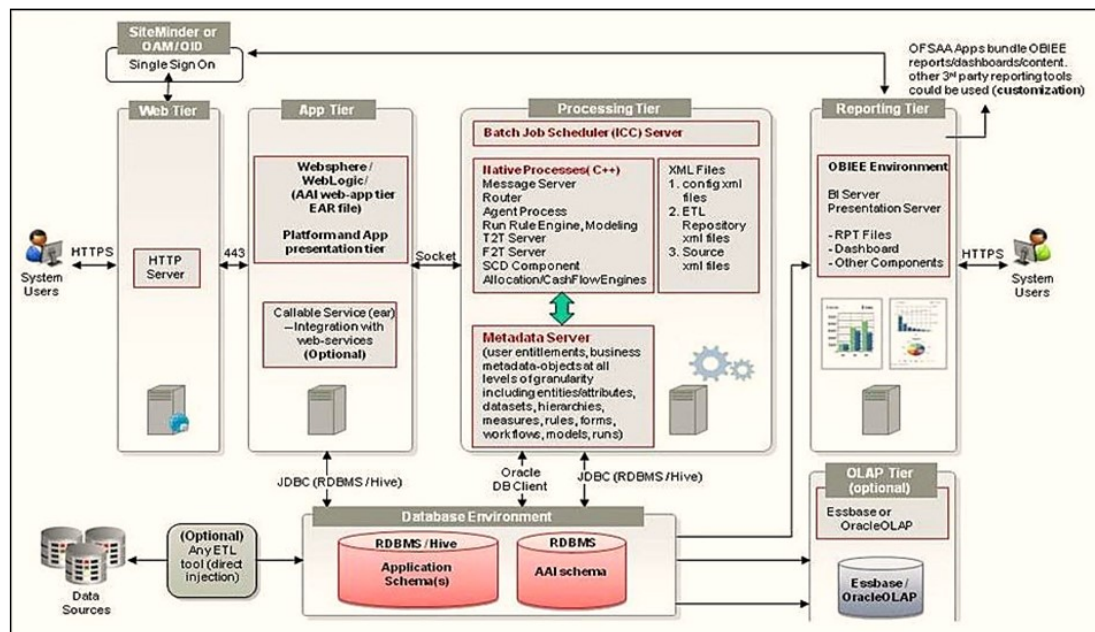 SiteMinder or
OAM/OID
Single Sign On
OFSAA Apps bundle OBIEE
reports/dashboards/content.
other 3rd party reporting tools
could be used (customization)
Web Tier
App Tier
Processing Tier
Reporting Tier
System
Users
HTTPS
HTTP
Server
443
Websphere /
WebLogic/
(AAI web-app tier
EAR file)
Platform and App
presentation tier
Callable Service (ear)
–Integration with
web-services
(Optional)
Socket
Batch Job Scheduler (ICC) Server
Native Processes( C++)
Message Server
Router
Agent Process
Run Rule Engine, Modeling
T2T Server
F2T Server
SCD Component
Allocation/CashFlowEngines
XML Files
1. config xml
files
2. ETL
Repository
xml files
3. Source
xml files
Metadata Server
(user entitlements, business
metadata-objects at all
levels of granularity
including entities/attributes,
datasets, hierarchies,
measures, rules, forms,
workflows, models, runs)
OBIEE Environment
BI Server
Presentation Server
-RPT Files
-Dashboard
-Other Components
HTTPS
System
Users
JDBC (RDBMS /Hive)
Oracle
DB Client
JDBC (RDBMS /Hive)
Data
Sources
(Optional)
Any ETL
tool (direct
injection)
Database Environment
RDBMS / Hive
Application
Schema(s)
RDBMS
AAI schema
OLAP Tier
(optional)
Essbase or
OracleOLAP
Essbase /
OracleOLAP